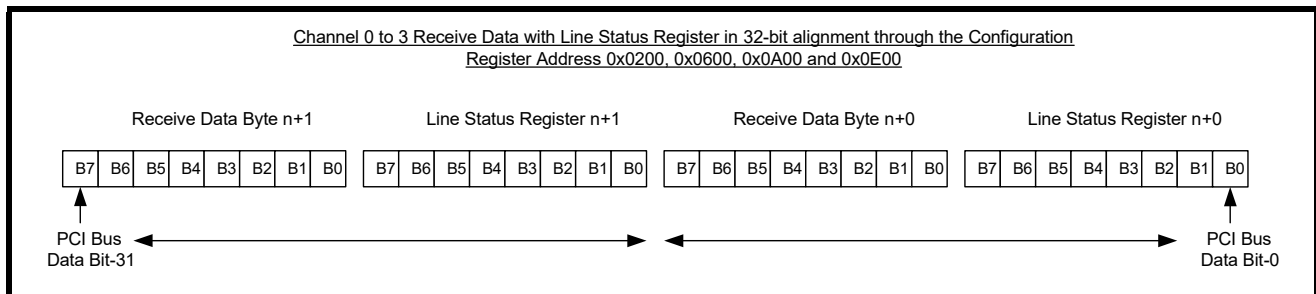 Channel 0 to 3 Receive Data with Line Status Register in 32-bit alignment through the Configuration
Register Address 0x0200, 0x0600, 0x0A00 and 0x0E00
Receive Data Byte n+1 Line Status Register n+1 Receive Data Byte n+0 Line Status Register n+0
B7 B6 B5 B4 B3 B2 B1 B0 B7 B6 B5 B4 B3 B2 B1 B0 B7 B6 B5 B4 B3 B2 B1 B0 B7 B6 B5 B4 B3 B2 B1 B0
PCI Bus
Data Bit-31
PCI Bus
Data Bit-0